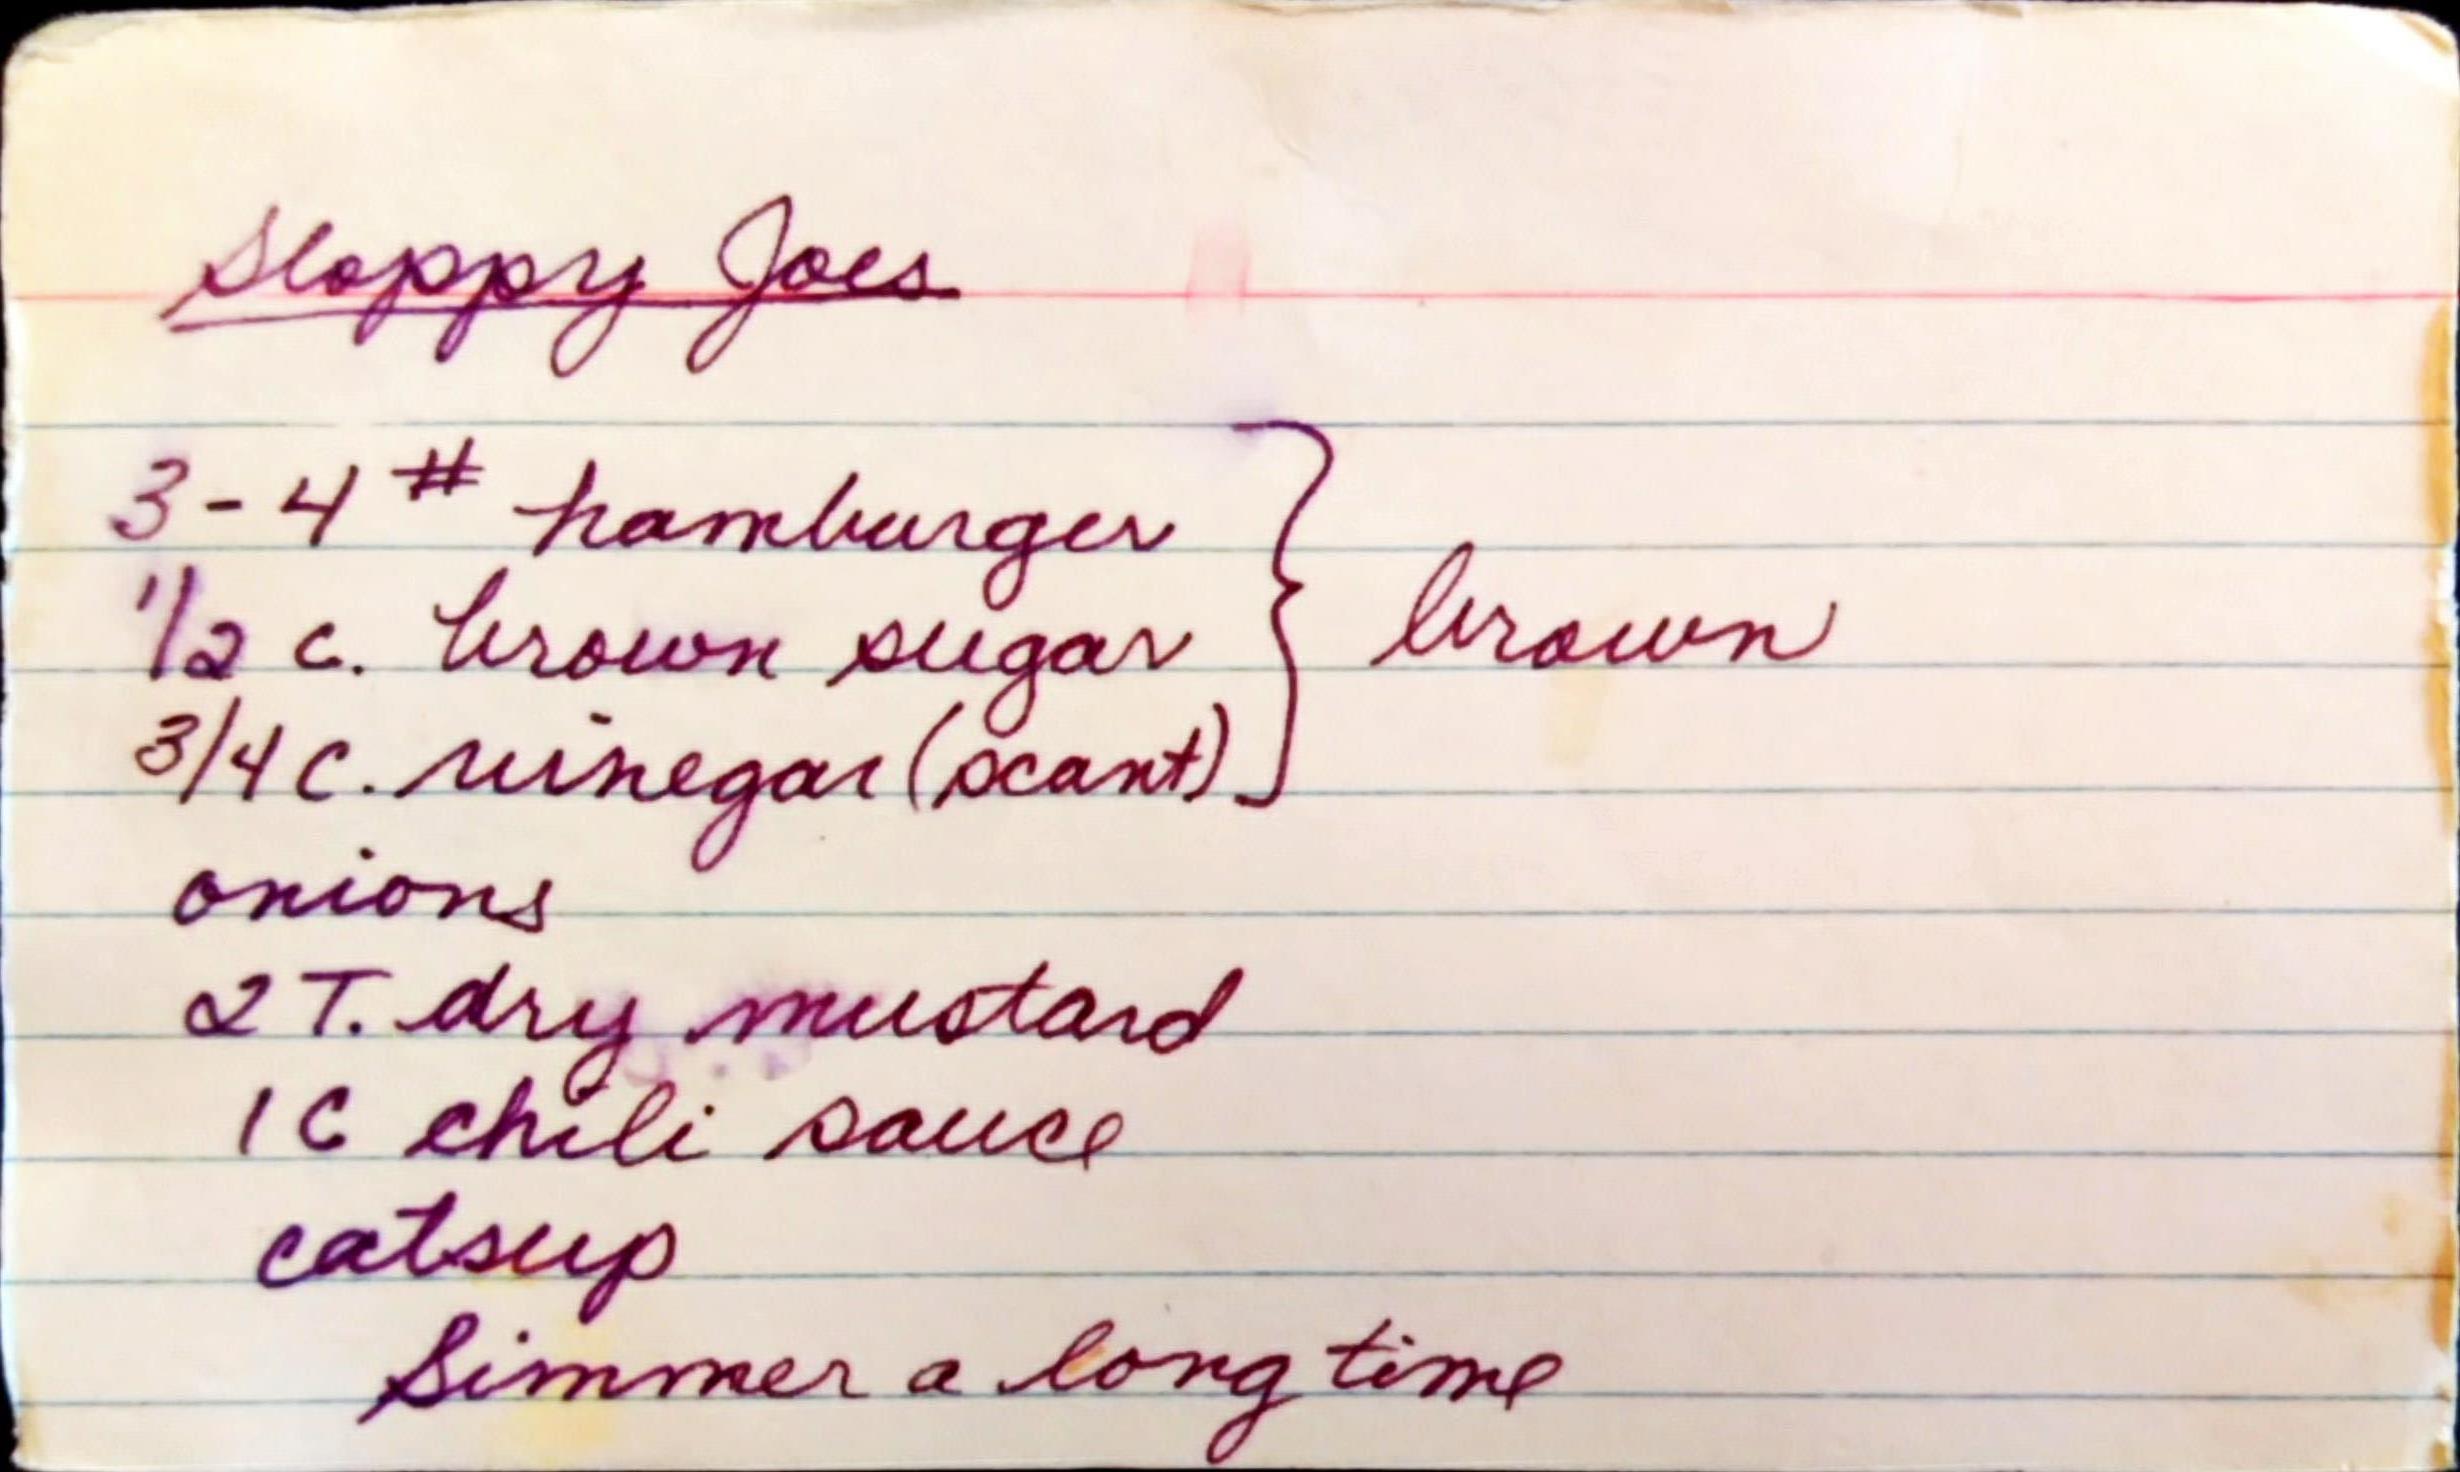 Sloppy Joes
3-4# hamburger
1/2 c. brown sugar } brown
3/4 c. vinegar (scant)
onions
2 T. dry mustard
1 C chili sauce
catsup
Simmer a long time